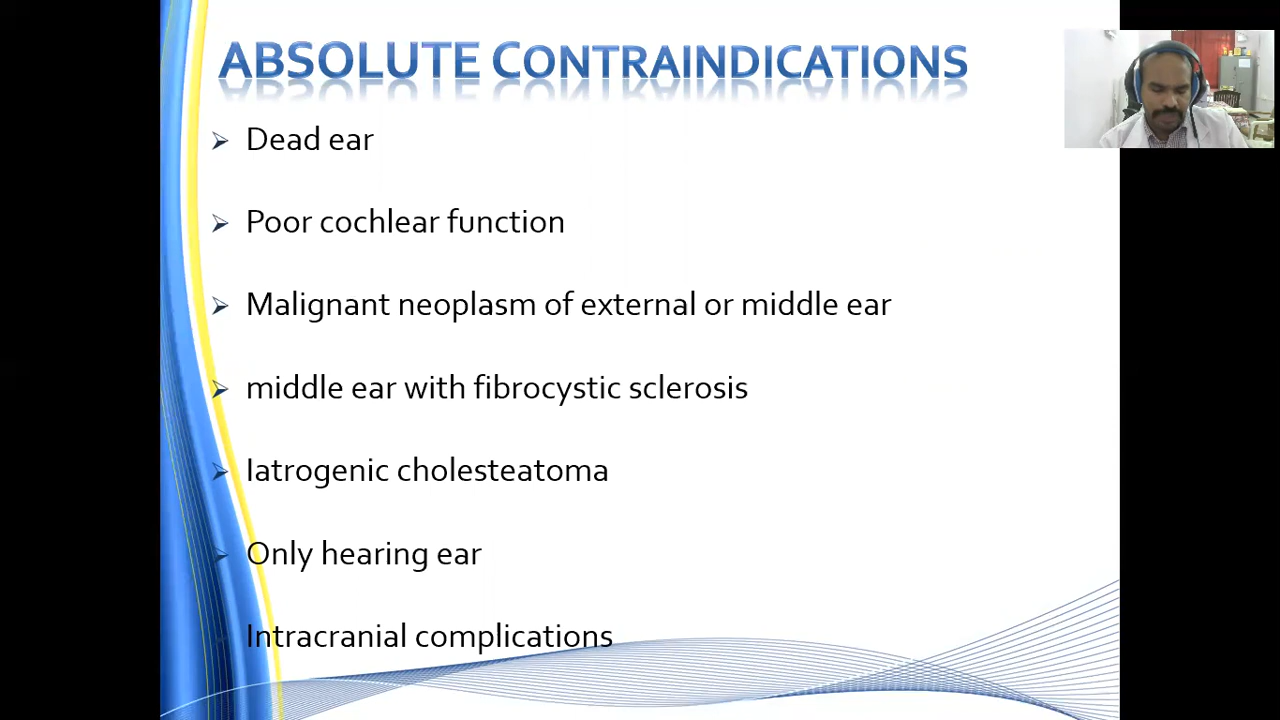 ABSOLUTE CONTRAINDICATIONS
Dead ear
Poor cochlear function
Malignant neoplasm of external or middle ear
middle ear with fibrocystic sclerosis
Iatrogenic cholesteatoma
Only hearing ear
Intracranial complications